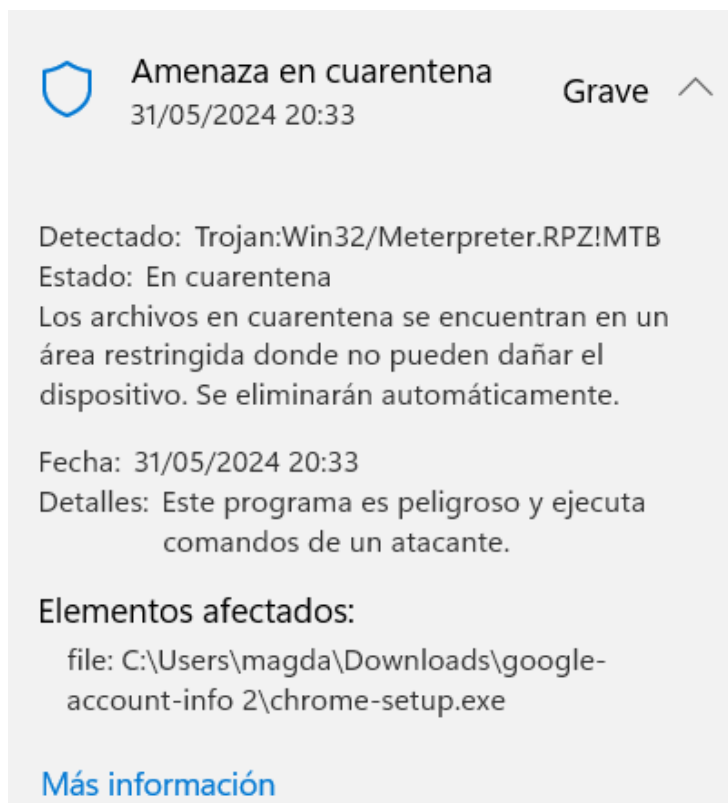 Amenaza en cuarentena
31/05/2024 20:33
Grave
Detectado: Trojan:Win32/Meterpreter.RPZ!MTB
Estado: En cuarentena
Los archivos en cuarentena se encuentran en un
área restringida donde no pueden dañar el
dispositivo. Se eliminarán automáticamente.
Fecha: 31/05/2024 20:33
Detalles: Este programa es peligroso y ejecuta
comandos de un atacante.
Elementos afectados:
file: C:\Users\magda\Downloads\google-
account-info 2\chrome-setup.exe
Más información